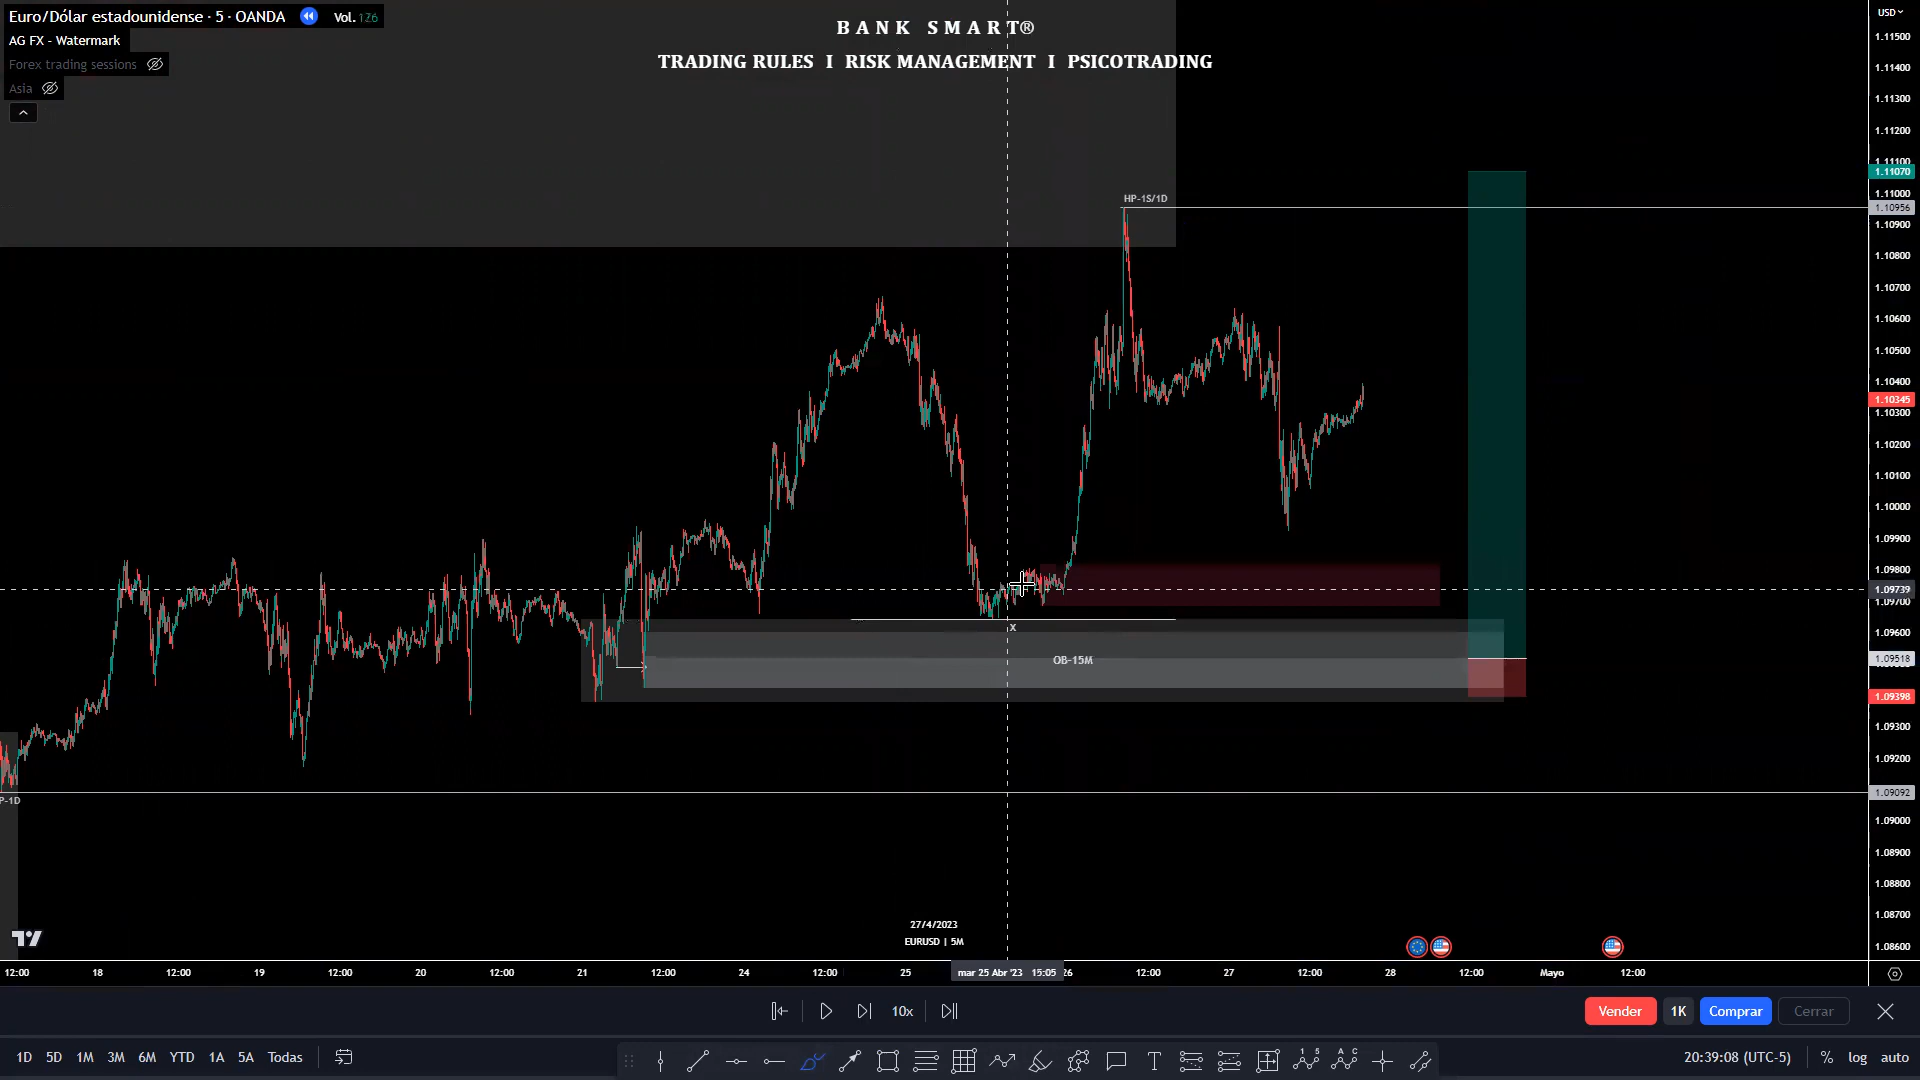 Euro/Dólar estadounidense · 5 · OANDA
Vol. 176
AG FX - Watermark
Forex trading sessions
Asia
BANK SMART®
TRADING RULES I RISK MANAGEMENT I PSICOTRADING
USD
1.11500
1.11400
1.11300
1.11200
1.11100
1.11070
1.11000
1.10956
1.10900
1.10800
1.10700
1.10600
1.10500
1.10400
1.10345
1.10300
1.10200
1.10100
1.10000
1.09900
1.09800
1.09739
1.09700
1.09600
1.09518
1.09398
1.09300
1.09200
1.09092
1.09000
1.08900
1.08800
1.08700
1.08600
HP-1S/1D
X
OB-15M
P-1D
27/4/2023
EURUSD | 5M
12:00 18 12:00 19 12:00 20 12:00 21 12:00 24 12:00 25 mar 25 Abr '23 15:05 26 12:00 27 12:00 28 12:00 Mayo 12:00
10x
Vender 1K Comprar Cerrar
1D 5D 1M 3M 6M YTD 1A 5A Todas
20:39:08 (UTC-5) % log auto